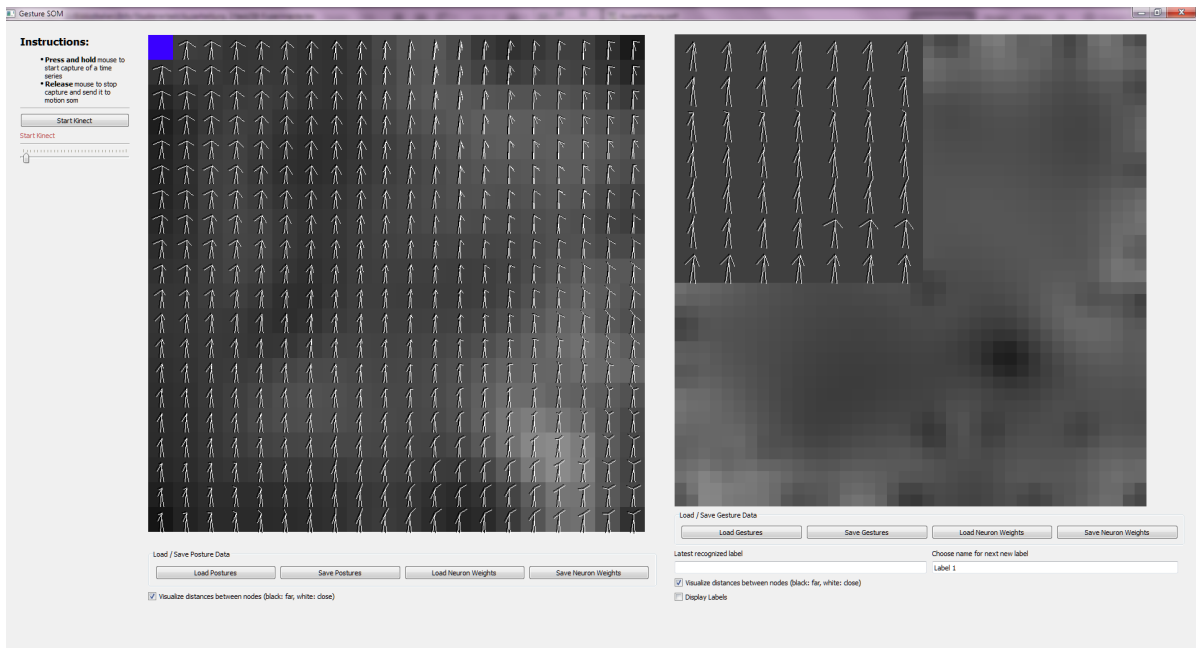 Gesture SOM
Instructions:
• Press and hold mouse to
start capture of a time
series
• Release mouse to stop
capture and send it to
motion som
Start Kinect
Start Kinect
Load / Save Posture Data
Load Postures
Save Postures
Load Neuron Weights
Save Neuron Weights
Visualize distances between nodes (black: far, white: close)
Load / Save Gesture Data
Load Gestures
Save Gestures
Load Neuron Weights
Save Neuron Weights
Latest recognized label
Choose name for next new label
Label 1
Visualize distances between nodes (black: far, white: close)
Display Labels